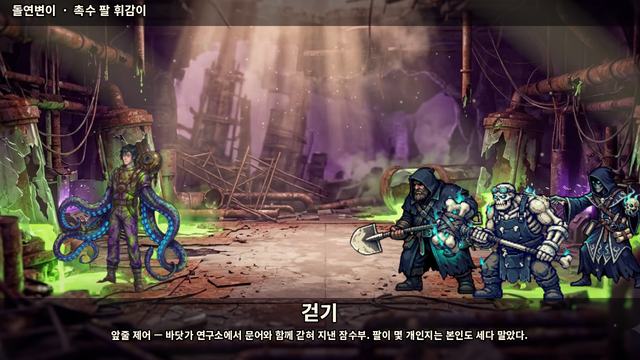 돌연변이 · 촉수 팔 휘감이
걷기
앞줄 제어 — 바닷가 연구소에서 문어와 함께 갇혀 지낸 잠수부. 팔이 몇 개인지는 본인도 세다 말았다.